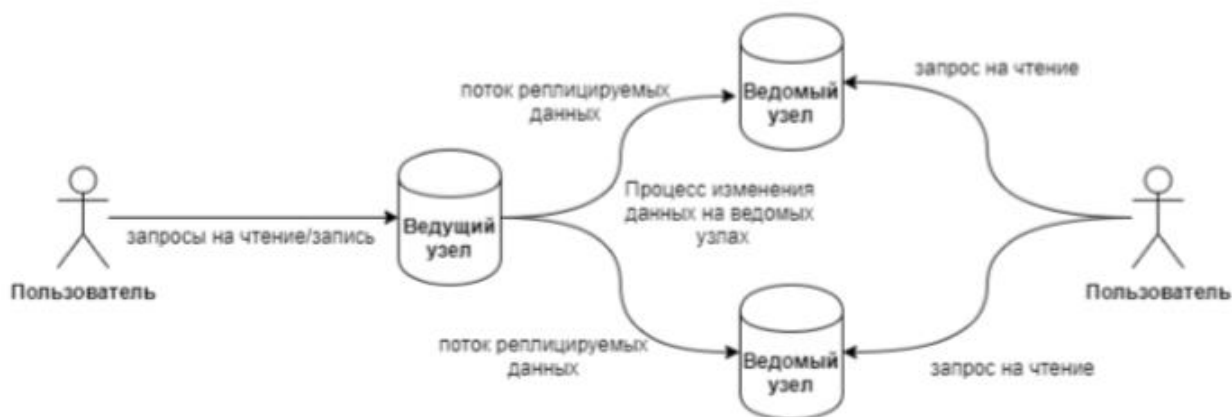 Ведомый
узел
запрос на чтение
поток реплицируемых
данных
Процесс изменения
данных на ведомых
узлах
Ведущий
узел
запросы на чтение/запись
Пользователь
Пользователь
поток реплицируемых
данных
Ведомый
узел
запрос на чтение